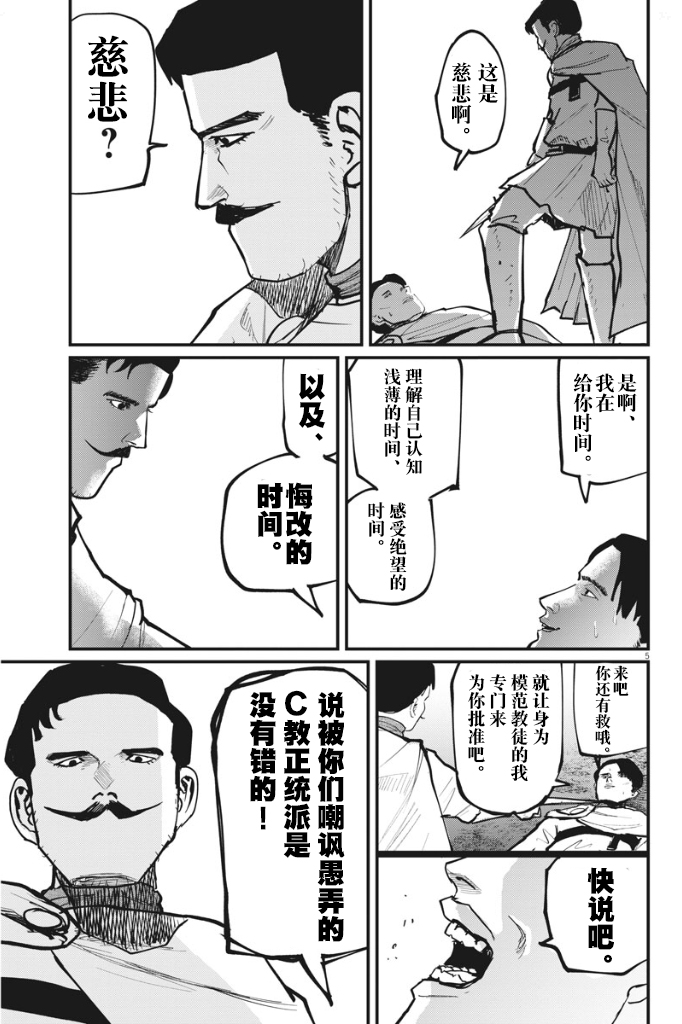 这是
慈悲啊。
慈悲？
是啊、
我在
给你时间。
理解自己认知
浅薄的时间、
感受绝望的
时间。
以及、
悔改的
时间。
5
来吧
你还有救哦。
就让身为
模范教徒的我
专门来
为你批准吧。
快说吧。
说被你们嘲讽愚弄的
C教正统派是
没有错的！